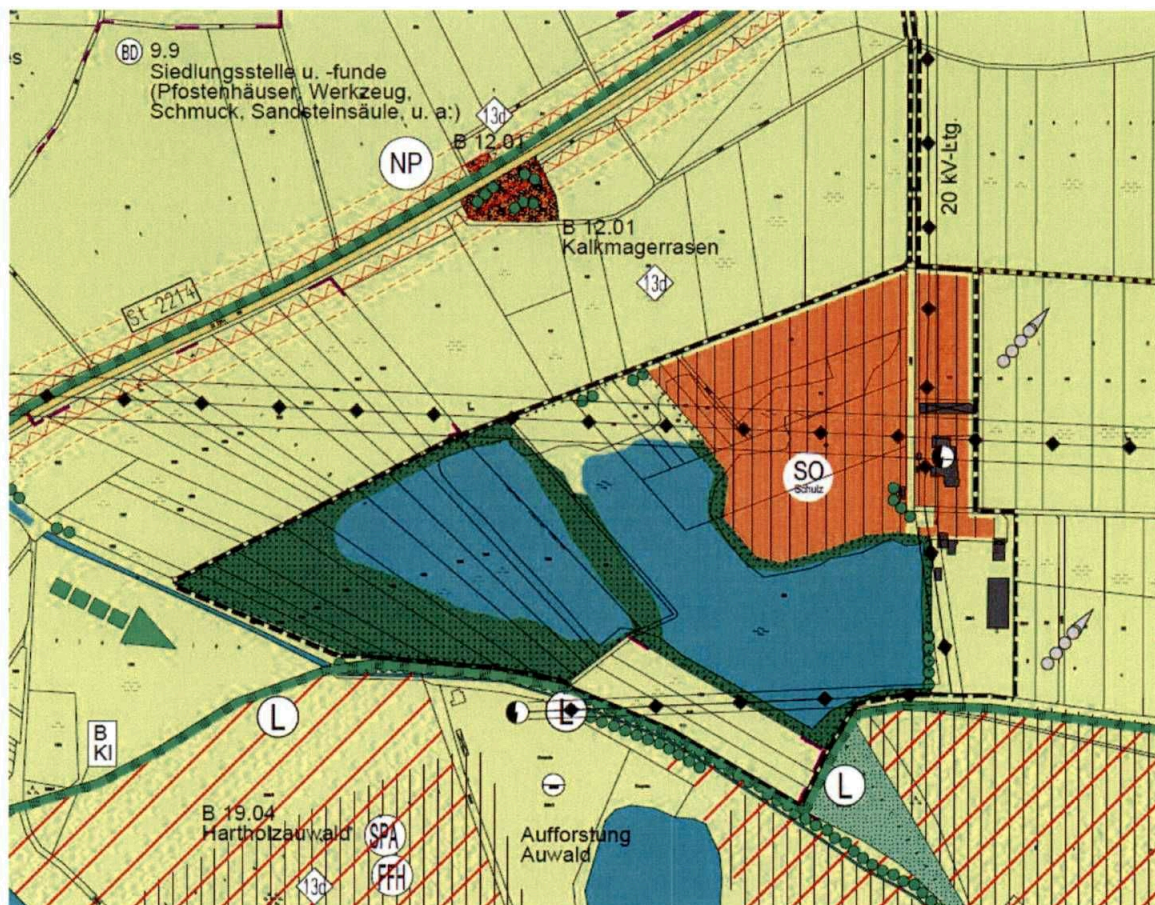 es
BD 9.9
Siedlungsstelle u. -funde
(Pfostenhäuser, Werkzeug,
Schmuck, Sandsteinsäule, u. a.)
13d
B 12.01
NP
20 kV-Ltg.
B 12.01
Kalkmagerrasen
13d
St 2214
L
SO
Schulz
L
L
B
KI
L
B 19.04
Hartholzauwald
SPA
FFH
13d
Aufforstung
Auwald